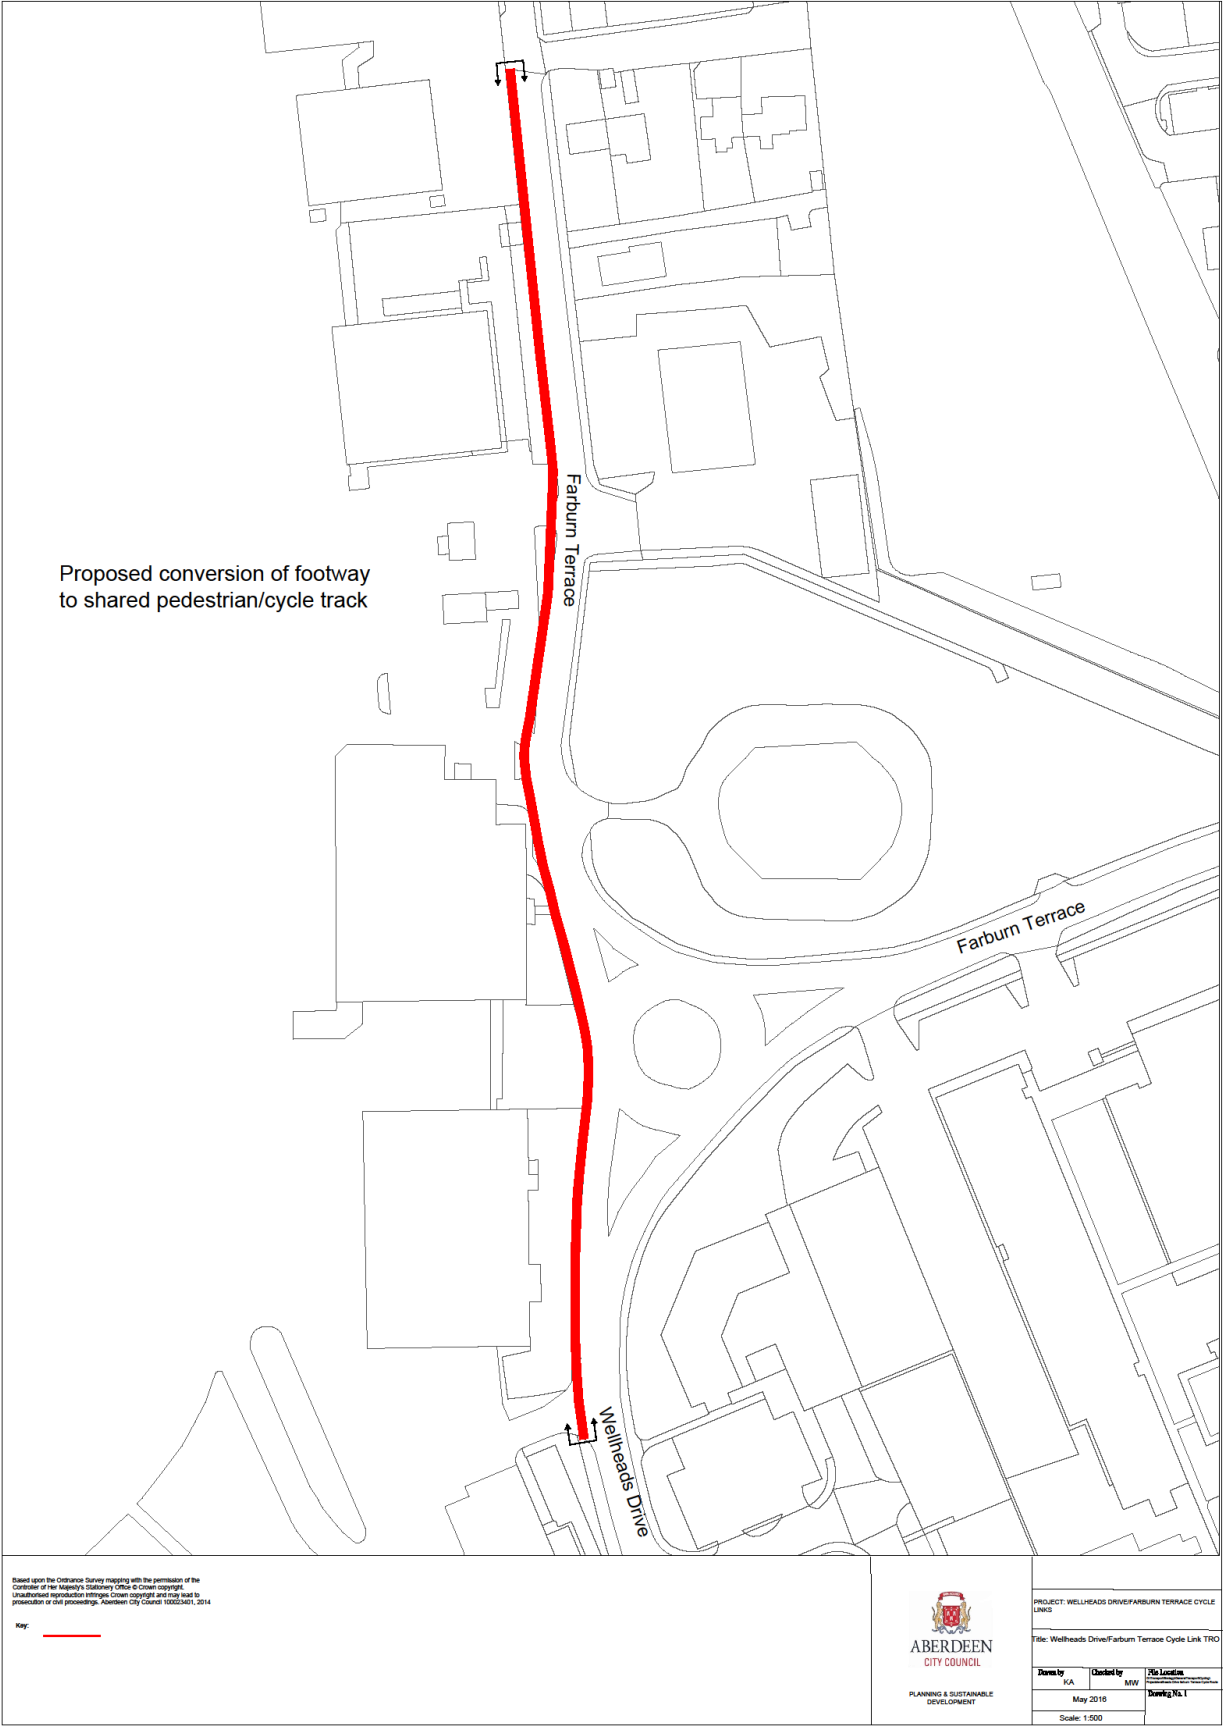 Farburn Terrace
Proposed conversion of footway
to shared pedestrian/cycle track
Farburn Terrace
Wellheads Drive
Based upon the Ordnance Survey mapping with the permission of the
Controller of Her Majesty's Stationery Office © Crown copyright.
Unauthorised reproduction infringes Crown copyright and may lead to
prosecution or civil proceedings. Aberdeen City Council 100023401, 2014
Key:
ABERDEEN
CITY COUNCIL
PLANNING & SUSTAINABLE
DEVELOPMENT
PROJECT: WELLHEADS DRIVE/FARBURN TERRACE CYCLE
LINKS
Title: Wellheads Drive/Farburn Terrace Cycle Link TRO
Drawn by
KA
Checked by
MW
File Location
May 2016
Drawing No. 1
Scale: 1:500